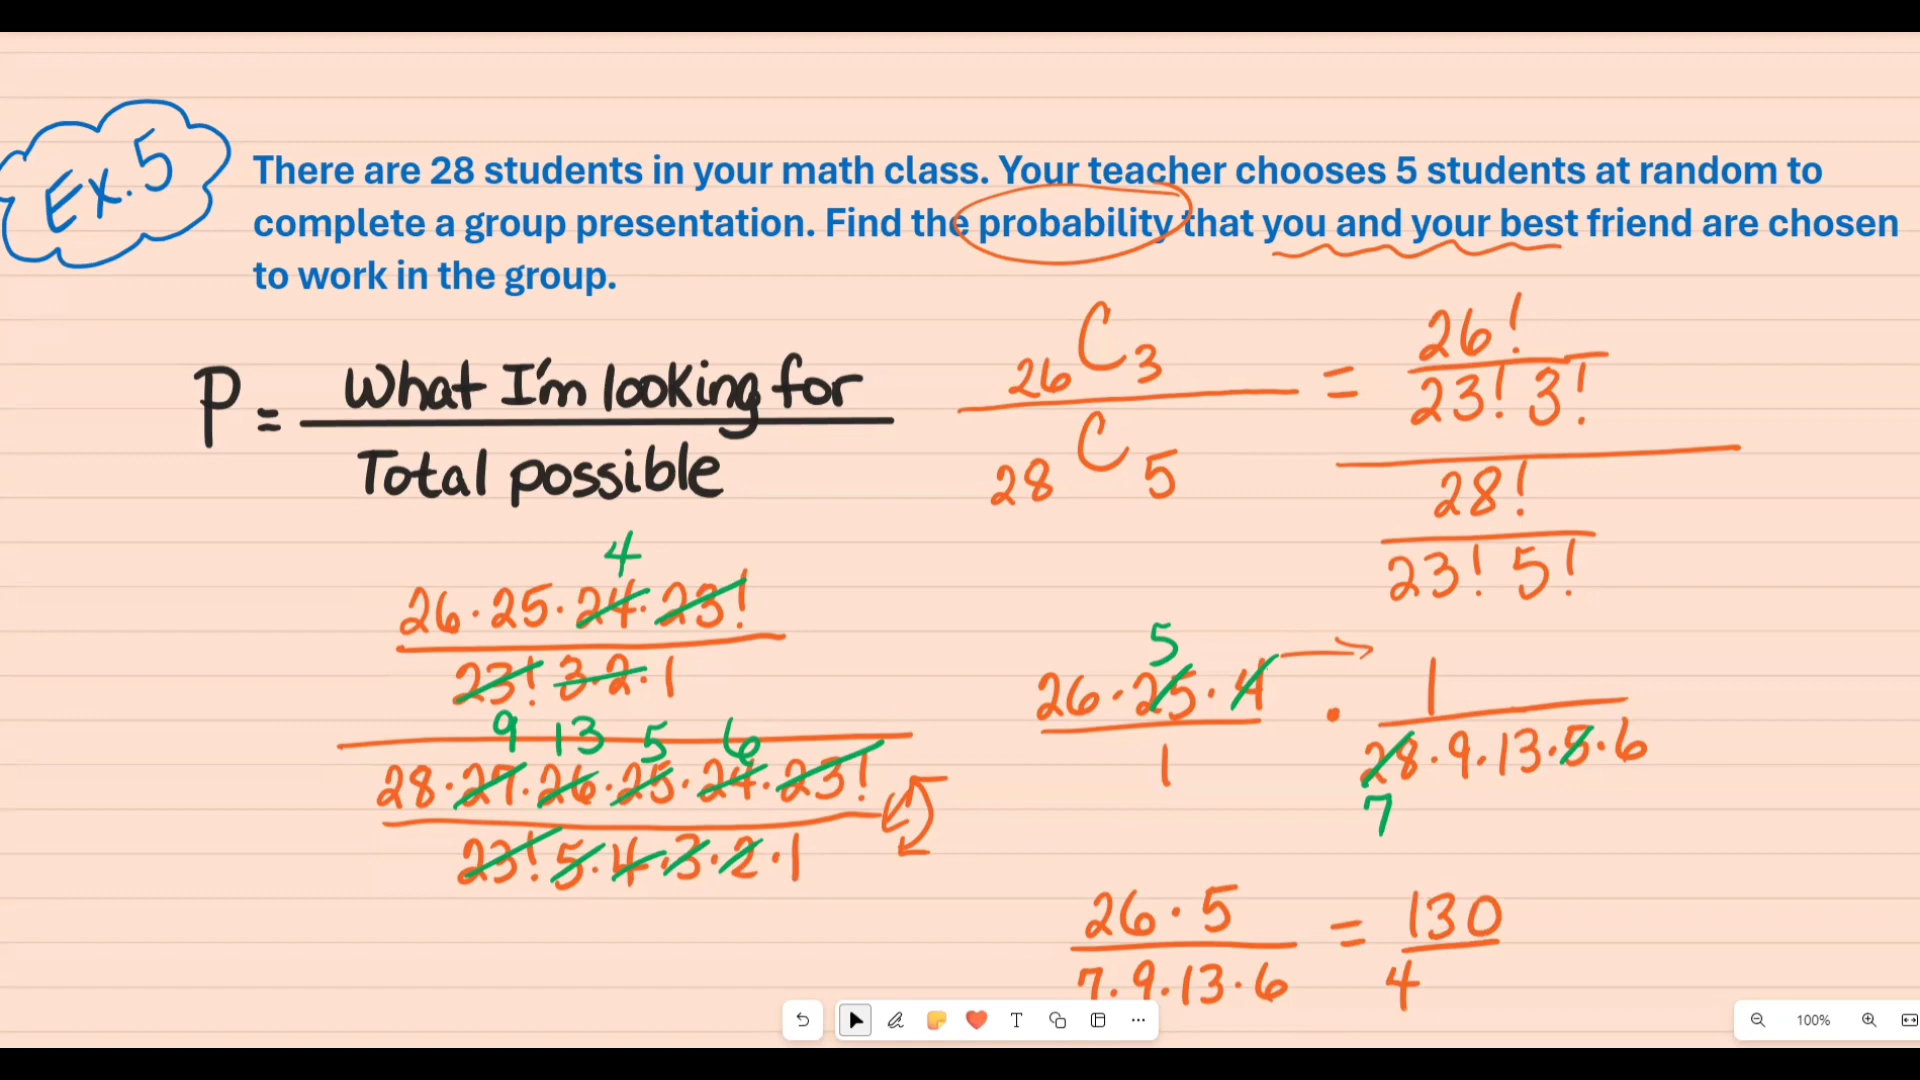 Ex.5
There are 28 students in your math class. Your teacher chooses 5 students at random to
complete a group presentation. Find the probability that you and your best friend are chosen
to work in the group.
P = What I'm looking for
Total possible
26 C 3
28 C 5
= 26!
23! 3!
28!
23! 5!
4
26 · 25 · 24 · 23!
23! 3 · 2 · 1
9 13 5 6
28 · 27 · 26 · 25 · 24 · 23!
23! 5 · 4 · 3 · 2 · 1
5
26 · 25 · 4 · 1
1 28 · 9 · 13 · 5 · 6
7
26 · 5 = 130
7 · 9 · 13 · 6 4
T
100%